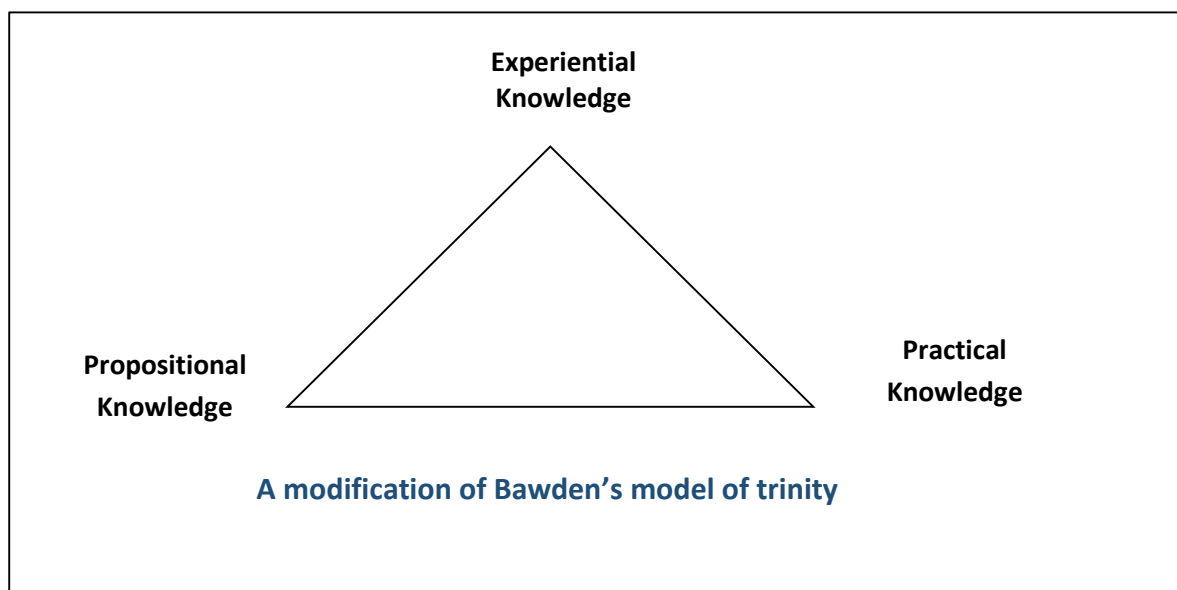 Experiential
Knowledge
Propositional
Knowledge
Practical
Knowledge
A modification of Bawden’s model of trinity